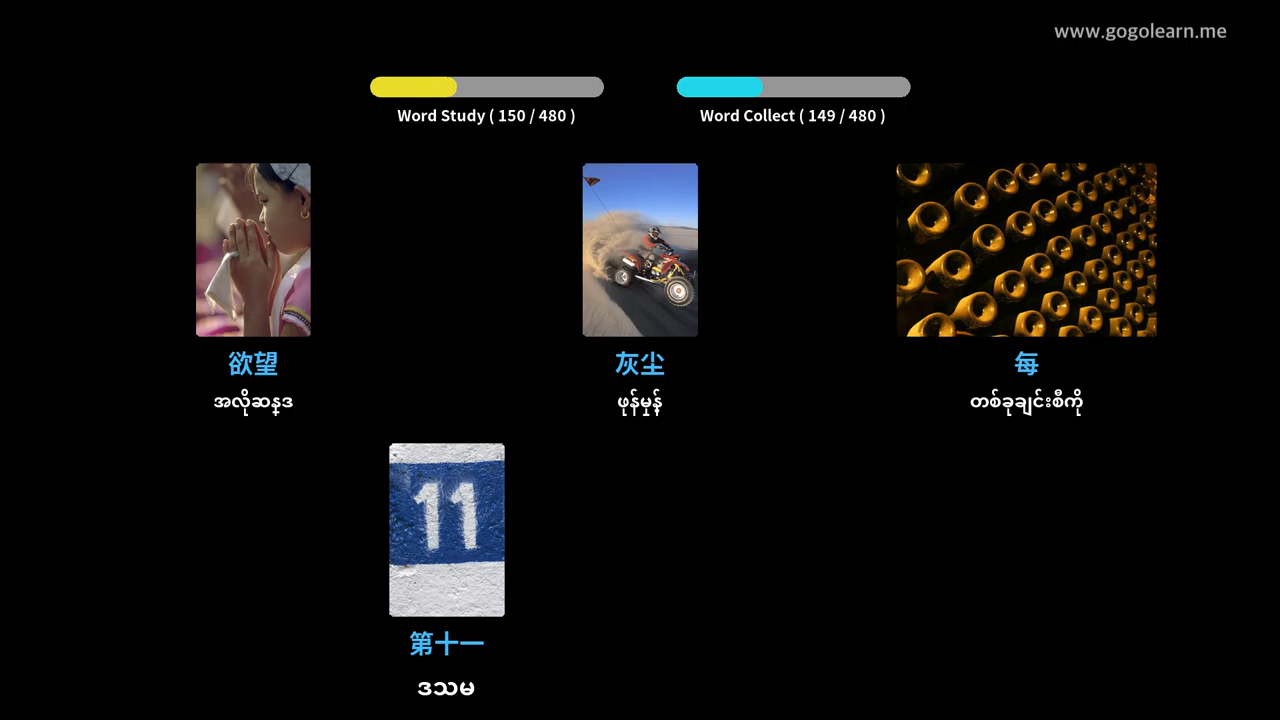 www.gogolearn.me
Word Study ( 150 / 480 )
Word Collect ( 149 / 480 )
欲望
အလိုဆန္ဒ
灰尘
ဖုန်မှုန့်
每
တစ်ခုချင်းစီကို
11
第十一
ဒသမ